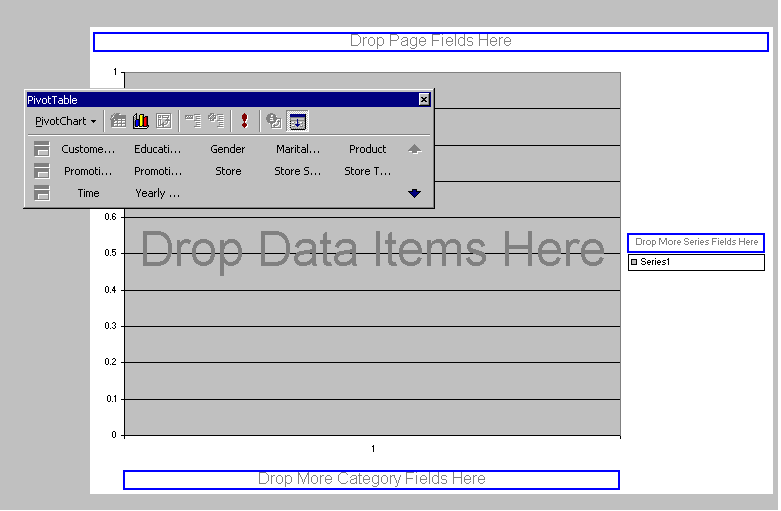 Drop Page Fields Here
1
PivotTable
PivotChart
Custome... Educati... Gender Marital... Product
Promoti... Promoti... Store Store S... Store T...
Time Yearly ...
0.6
Drop More Series Fields Here
Drop Data Items Here
0.5
Series1
0.4
0.3
0.2
0.1
0
1
Drop More Category Fields Here